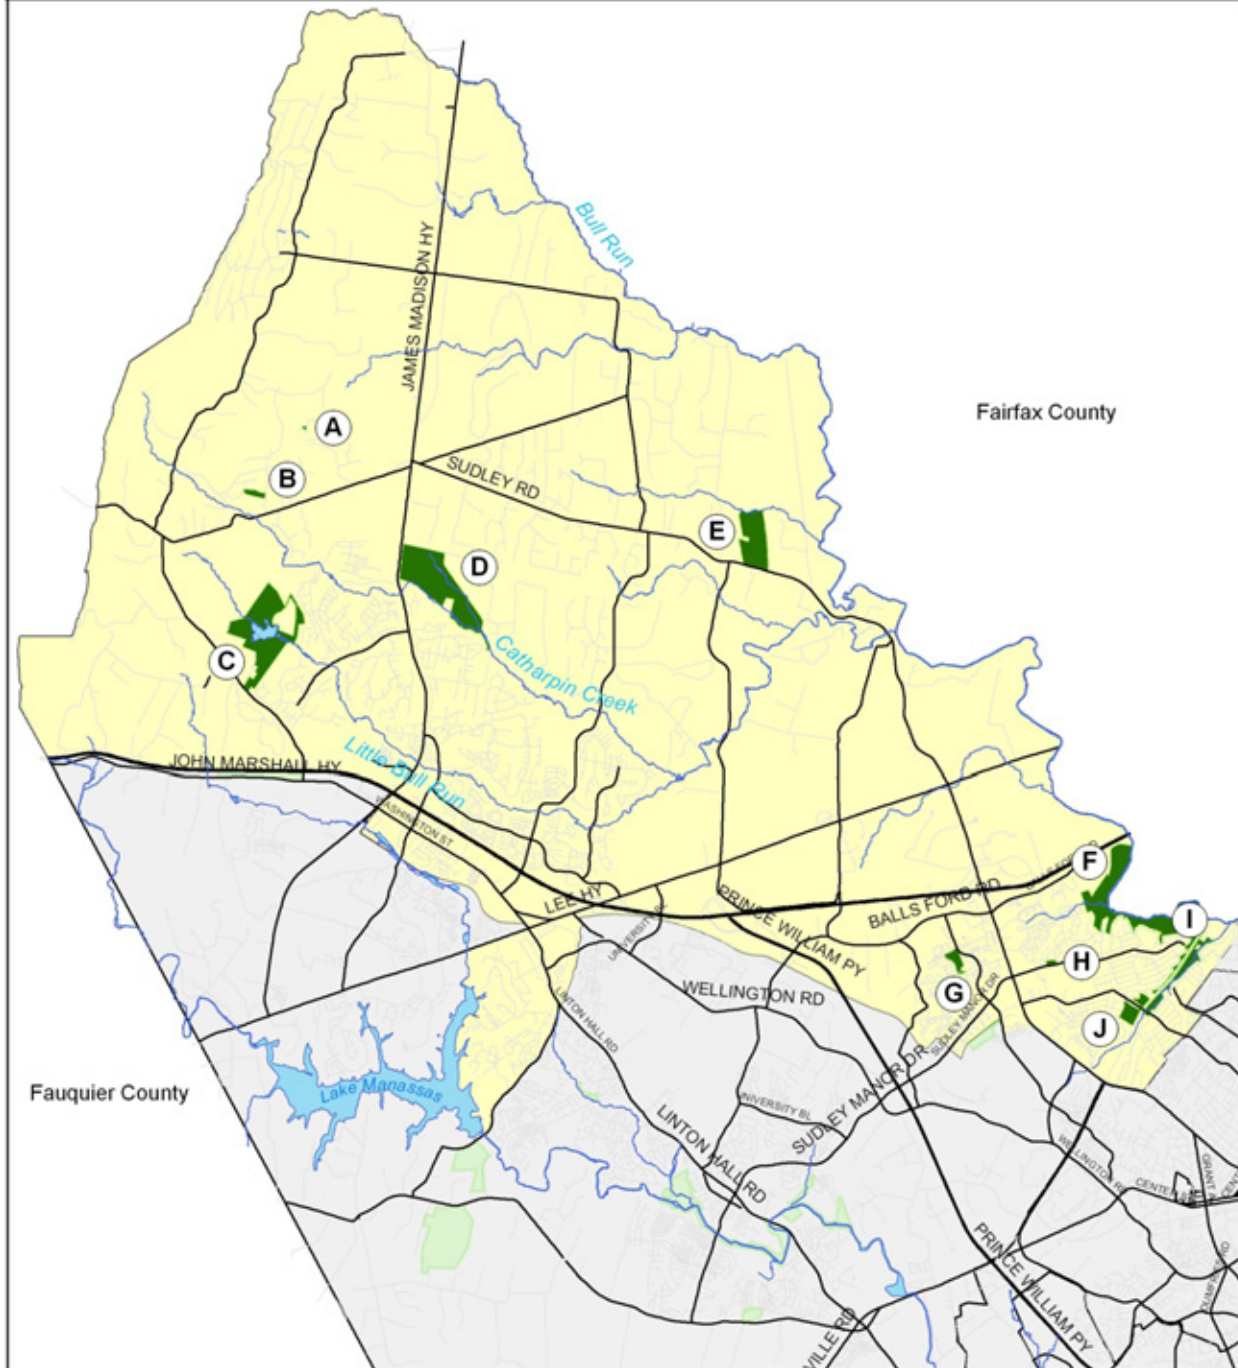 Bull Run
JAMES MADISON HY
Fairfax County
A
B
SUDLEY RD
E
D
C
Catharpin Creek
JOHN MARSHALL HY
Little Bull Run
WASHINGTON ST
F
LEE HY
BALLS FORD RD
PRINCE WILLIAM PY
I
H
G
WELLINGTON RD
SUDLEY MANOR DR
LINTON HALL RD
J
Fauquier County
Lake Manassas
UNIVERSITY BL
SUDLEY MANOR DR
LINTON HALL RD
WELLINGTON RD
PRINCE WILLIAM PY